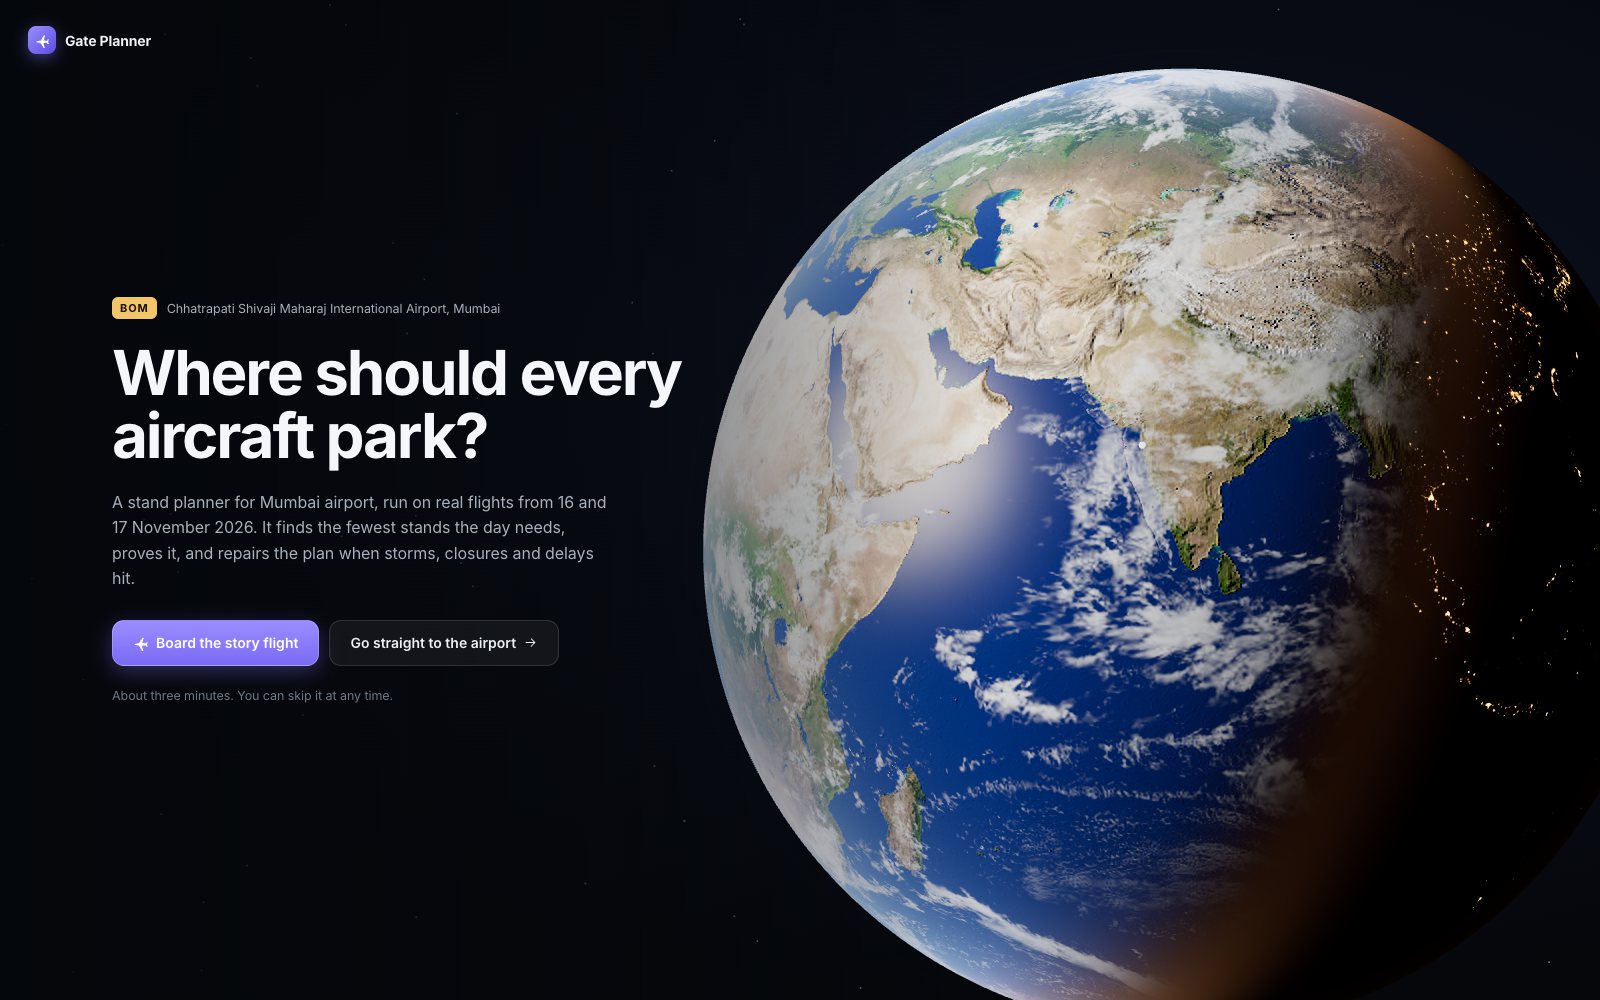 Gate Planner
BOM Chhatrapati Shivaji Maharaj International Airport, Mumbai
Where should every
aircraft park?
A stand planner for Mumbai airport, run on real flights from 16 and
17 November 2026. It finds the fewest stands the day needs,
proves it, and repairs the plan when storms, closures and delays
hit.
Board the story flight
Go straight to the airport →
About three minutes. You can skip it at any time.